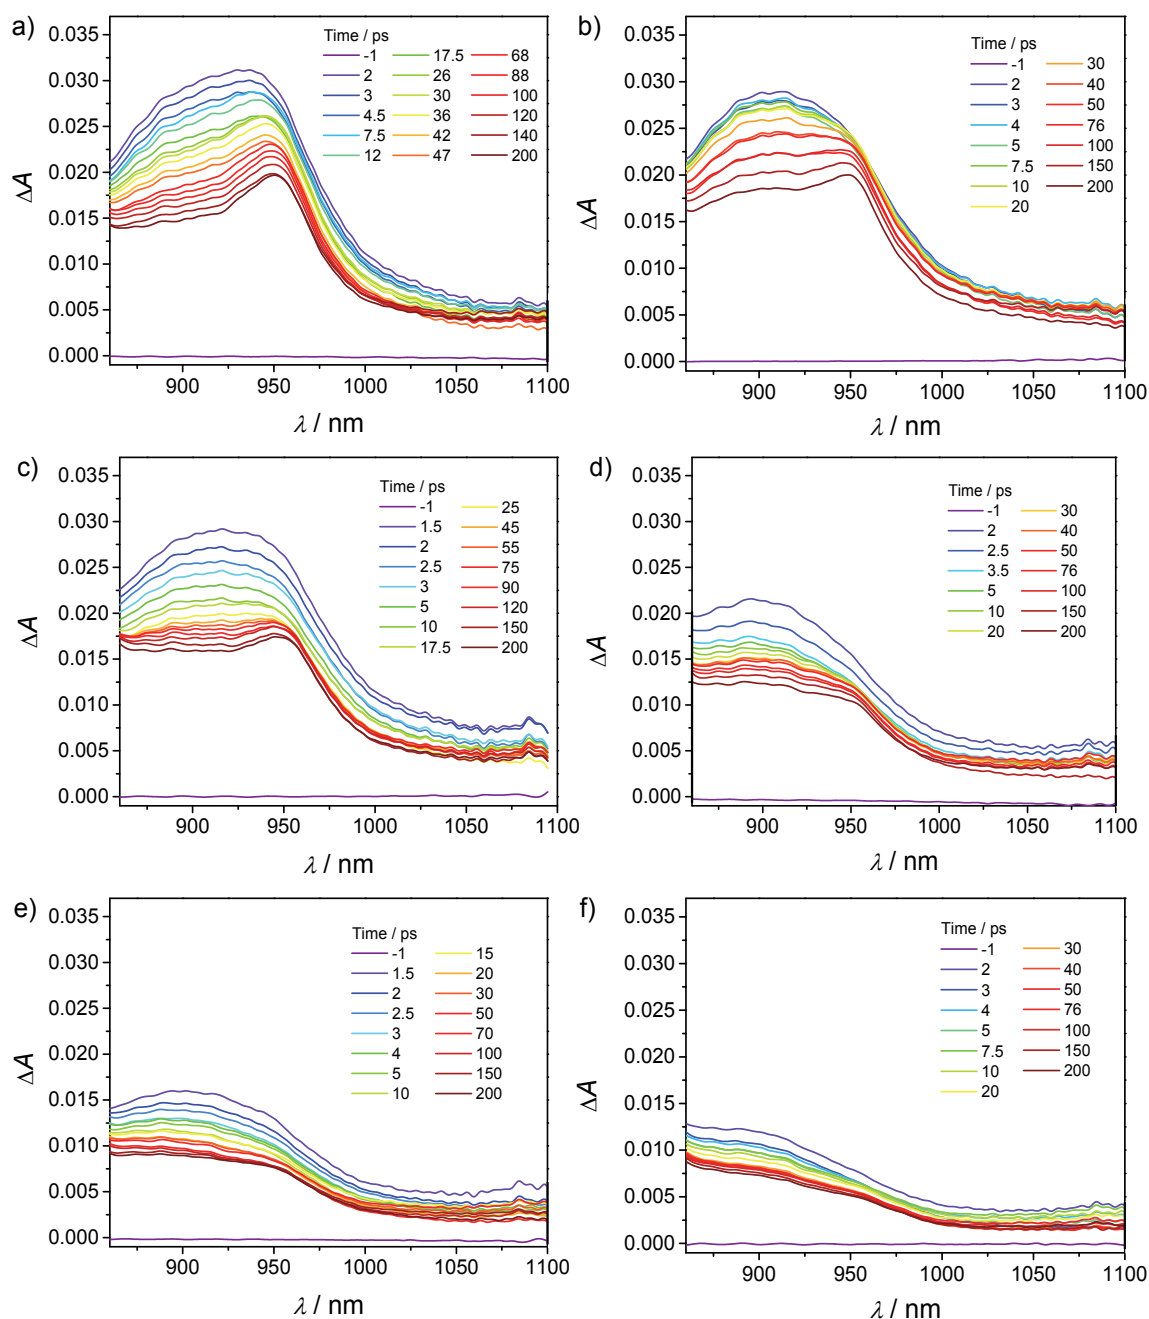 a)
Time / ps
-1 17.5 68
2 26 88
3 30 100
4.5 36 120
7.5 42 140
12 47 200
0.035
0.030
0.025
0.020
0.015
0.010
0.005
0.000
ΔA
900 950 1000 1050 1100
λ / nm
b)
Time / ps
-1 30
2 40
3 50
4 76
5 100
7.5 150
10 200
20
0.035
0.030
0.025
0.020
0.015
0.010
0.005
0.000
ΔA
900 950 1000 1050 1100
λ / nm
c)
Time / ps
-1 25
1.5 45
2 55
2.5 75
3 90
5 120
10 150
17.5 200
0.035
0.030
0.025
0.020
0.015
0.010
0.005
0.000
ΔA
900 950 1000 1050 1100
λ / nm
d)
Time / ps
-1 30
2 40
2.5 50
3.5 76
5 100
10 150
20 200
0.035
0.030
0.025
0.020
0.015
0.010
0.005
0.000
ΔA
900 950 1000 1050 1100
λ / nm
e)
Time / ps
-1 15
1.5 20
2 30
2.5 50
3 70
4 100
5 150
10 200
0.035
0.030
0.025
0.020
0.015
0.010
0.005
0.000
ΔA
900 950 1000 1050 1100
λ / nm
f)
Time / ps
-1 30
2 40
3 50
4 76
5 100
7.5 150
10 200
20
0.035
0.030
0.025
0.020
0.015
0.010
0.005
0.000
ΔA
900 950 1000 1050 1100
λ / nm